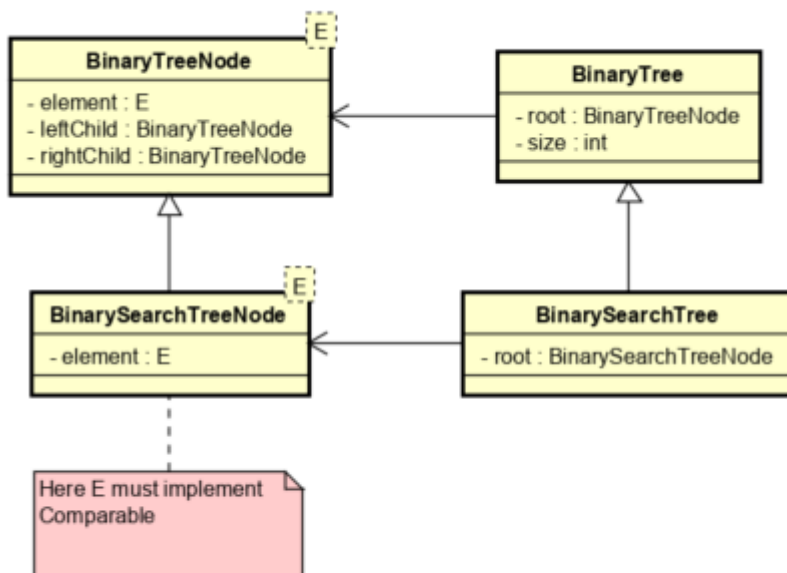 E
BinaryTreeNode
- element : E
- leftChild : BinaryTreeNode
- rightChild : BinaryTreeNode
BinaryTree
- root : BinaryTreeNode
- size : int
E
BinarySearchTreeNode
- element : E
BinarySearchTree
- root : BinarySearchTreeNode
Here E must implement
Comparable